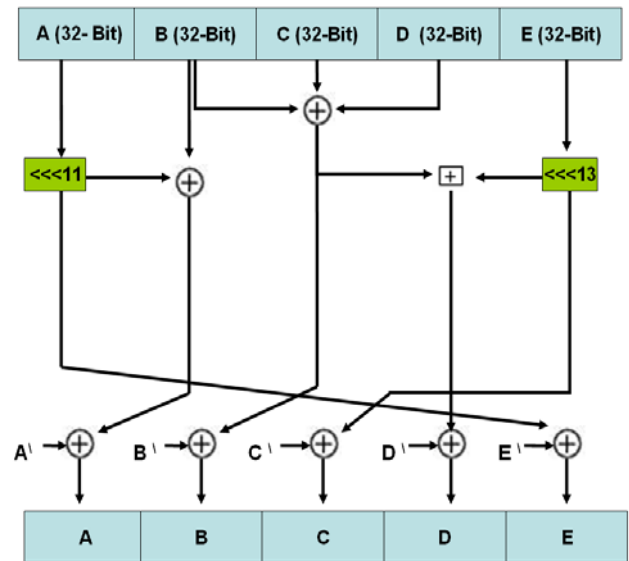 A (32- Bit) B (32-Bit) C (32-Bit) D (32-Bit) E (32-Bit)
<<<11 <<<13
A' B' C' D' E'
A B C D E